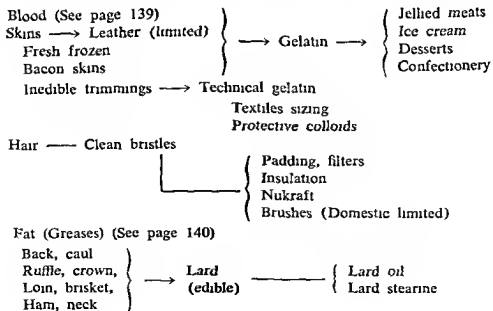 Blood (See page 139)
Skins → Leather (limited)
Fresh frozen
Bacon skins
→ Gelatin →
Jellied meats
Ice cream
Desserts
Confectionery
Inedible trimmings → Technical gelatin
Textiles sizing
Protective colloids
Hair — Clean bristles
Padding, filters
Insulation
Nukraft
Brushes (Domestic limited)
Fat (Greases) (See page 140)
Back, caul
Ruffle, crown,
Loin, brisket,
Ham, neck
→ Lard
(edible)
Lard oil
Lard stearine